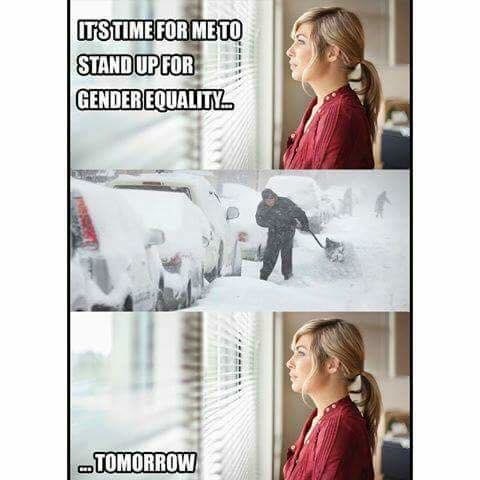 IT'S TIME FOR ME TO
STAND UP FOR
GENDER EQUALITY...
... TOMORROW